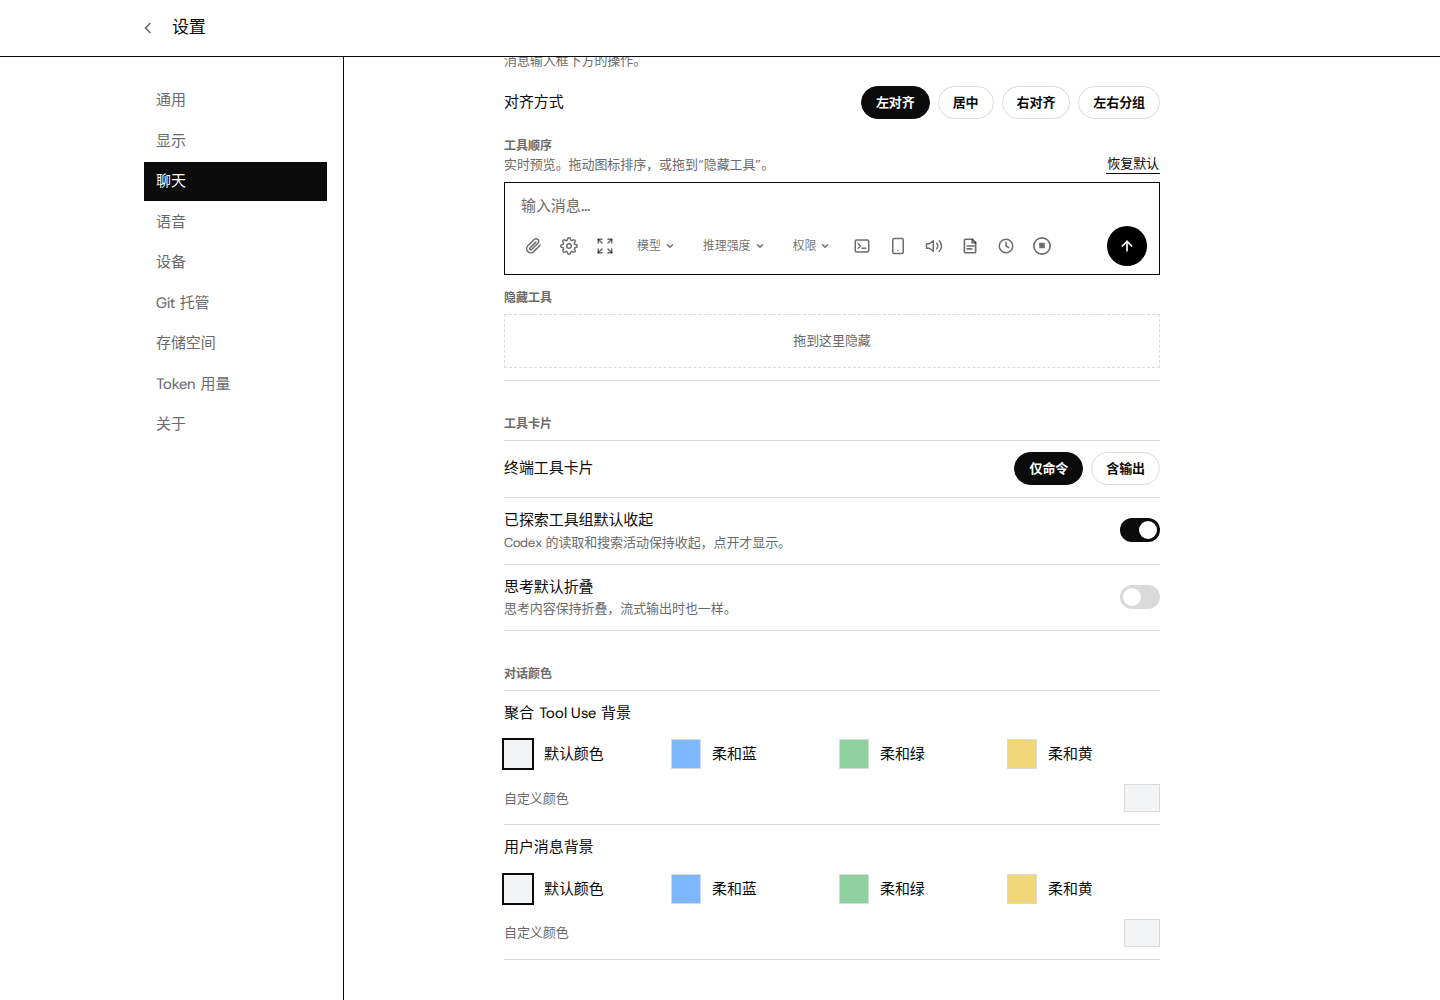 设置
通用
显示
聊天
语音
设备
Git 托管
存储空间
Token 用量
关于
消息输入框下方的操作。
对齐方式
左对齐 居中 右对齐 左右分组
工具顺序
实时预览。拖动图标排序，或拖到“隐藏工具”。
恢复默认
输入消息...
模型 推理强度 权限
隐藏工具
拖到这里隐藏
工具卡片
终端工具卡片
仅命令 含输出
已探索工具组默认收起
Codex 的读取和搜索活动保持收起，点开才显示。
思考默认折叠
思考内容保持折叠，流式输出时也一样。
对话颜色
聚合 Tool Use 背景
默认颜色 柔和蓝 柔和绿 柔和黄
自定义颜色
用户消息背景
默认颜色 柔和蓝 柔和绿 柔和黄
自定义颜色